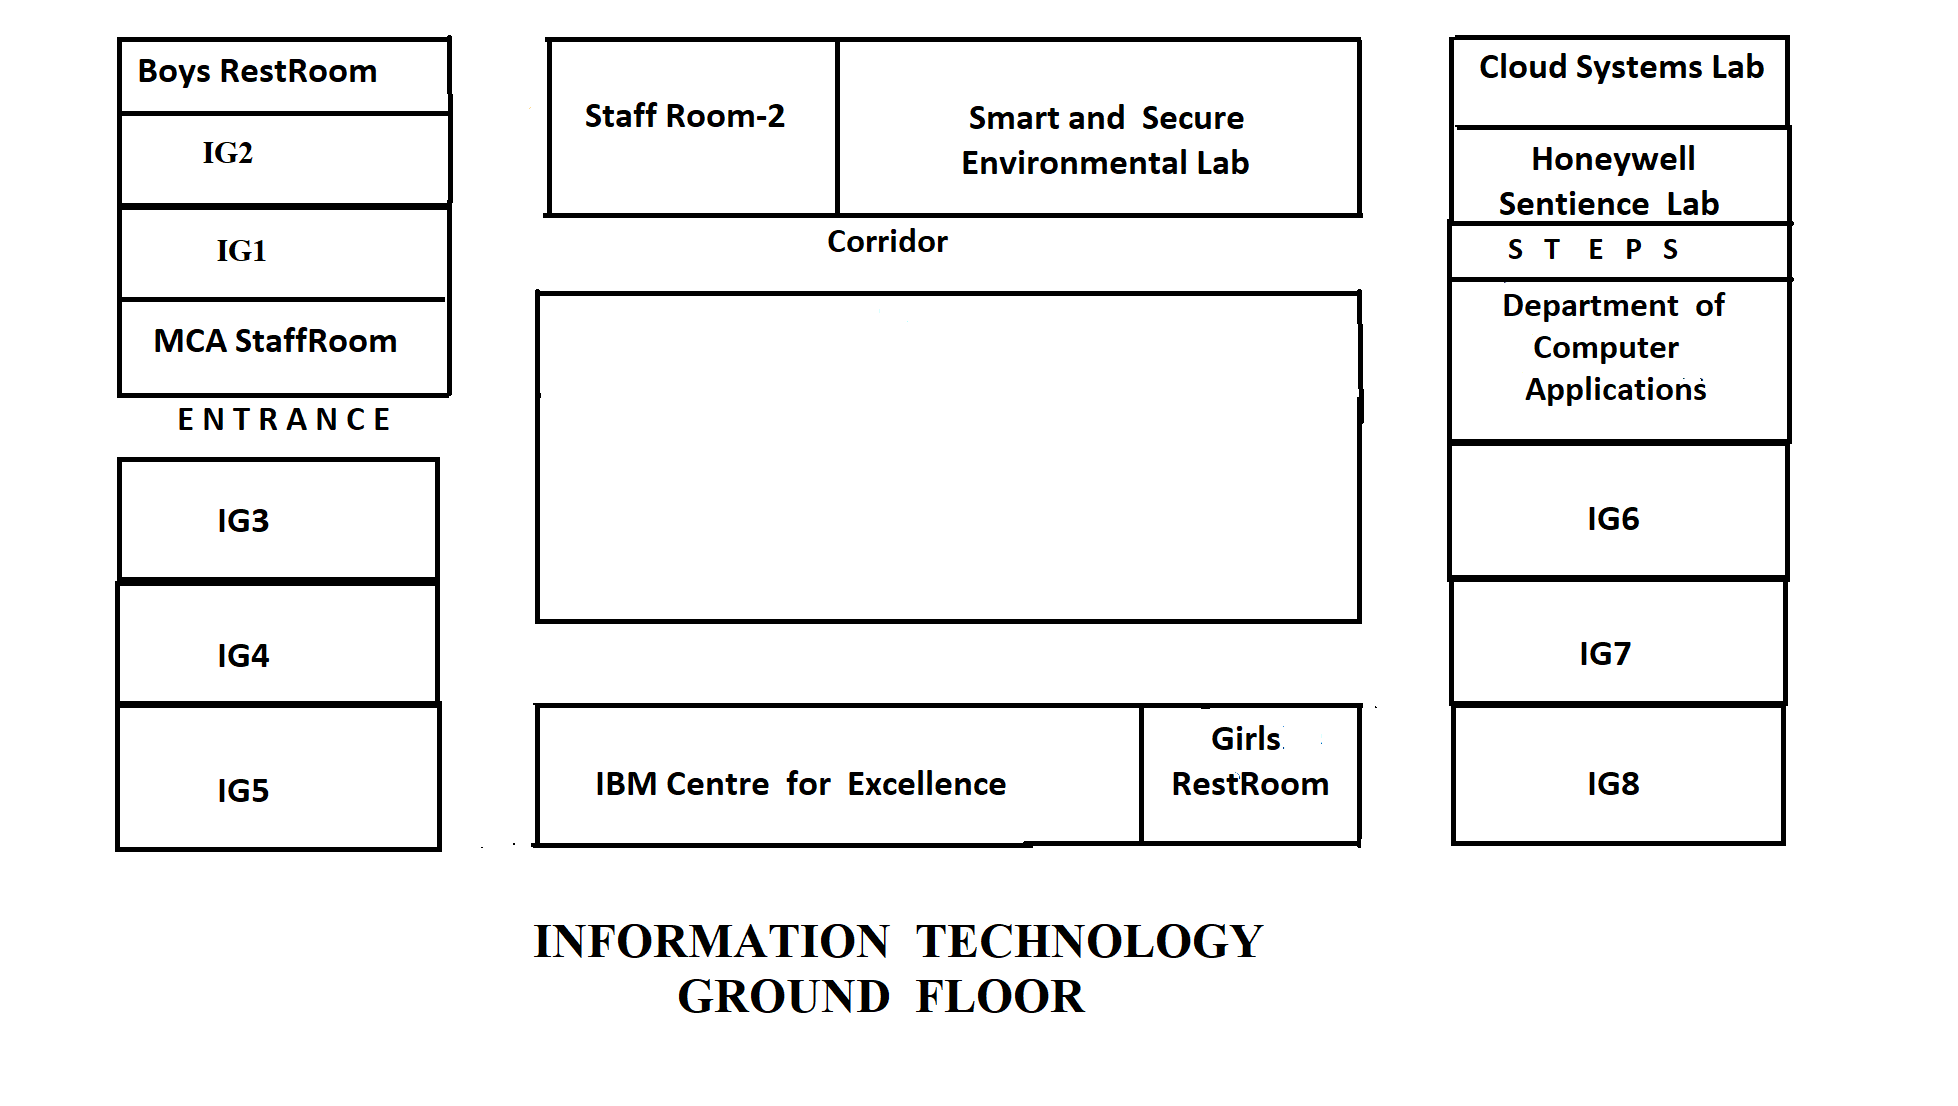 Boys RestRoom
IG2
IG1
MCA StaffRoom
E N T R A N C E
IG3
IG4
IG5
Staff Room-2
Smart and Secure
Environmental Lab
Corridor
IBM Centre for Excellence
Girls
RestRoom
Cloud Systems Lab
Honeywell
Sentience Lab
S T E P S
Department of
Computer
Applications
IG6
IG7
IG8
INFORMATION TECHNOLOGY
GROUND FLOOR